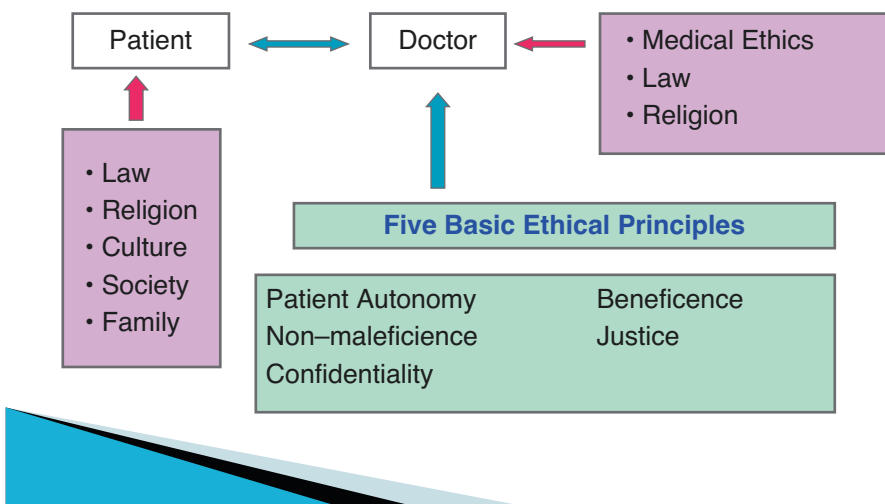 Patient
Doctor
• Medical Ethics
• Law
• Religion
• Law
• Religion
• Culture
• Society
• Family
Five Basic Ethical Principles
Patient Autonomy Beneficence
Non–maleficience Justice
Confidentiality